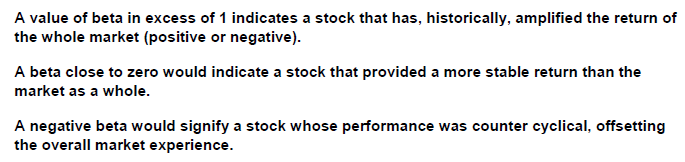 A value of beta in excess of 1 indicates a stock that has, historically, amplified the return of
the whole market (positive or negative).
A beta close to zero would indicate a stock that provided a more stable return than the
market as a whole.
A negative beta would signify a stock whose performance was counter cyclical, offsetting
the overall market experience.